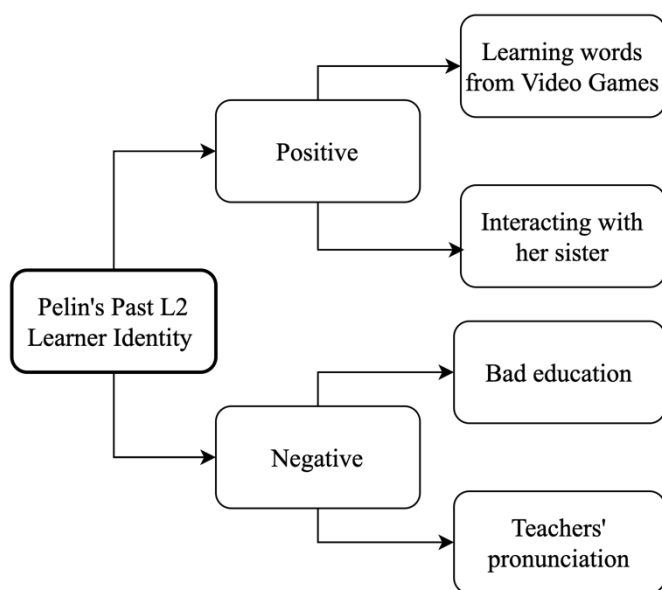 Learning words
from Video Games
Positive
Interacting with
her sister
Pelin's Past L2
Learner Identity
Bad education
Negative
Teachers'
pronunciation